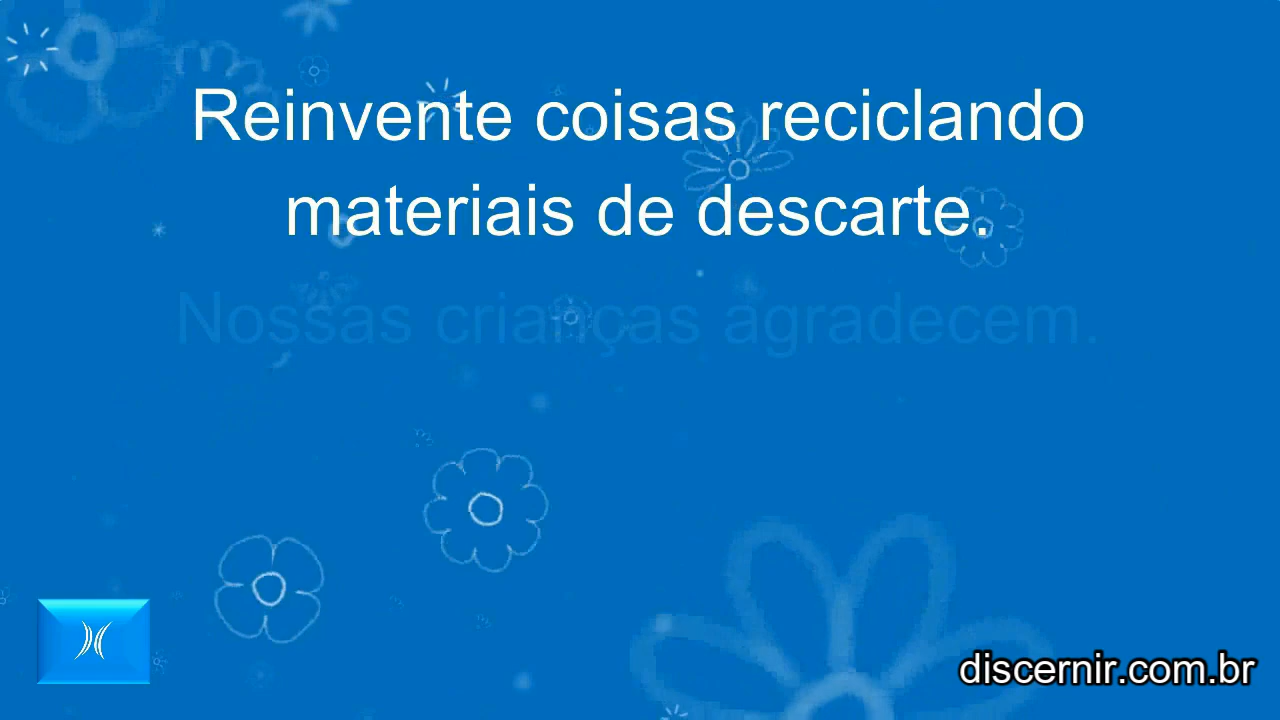 Reinvente coisas reciclando
materiais de descarte.
Nossas crianças agradecem.
discernir.com.br